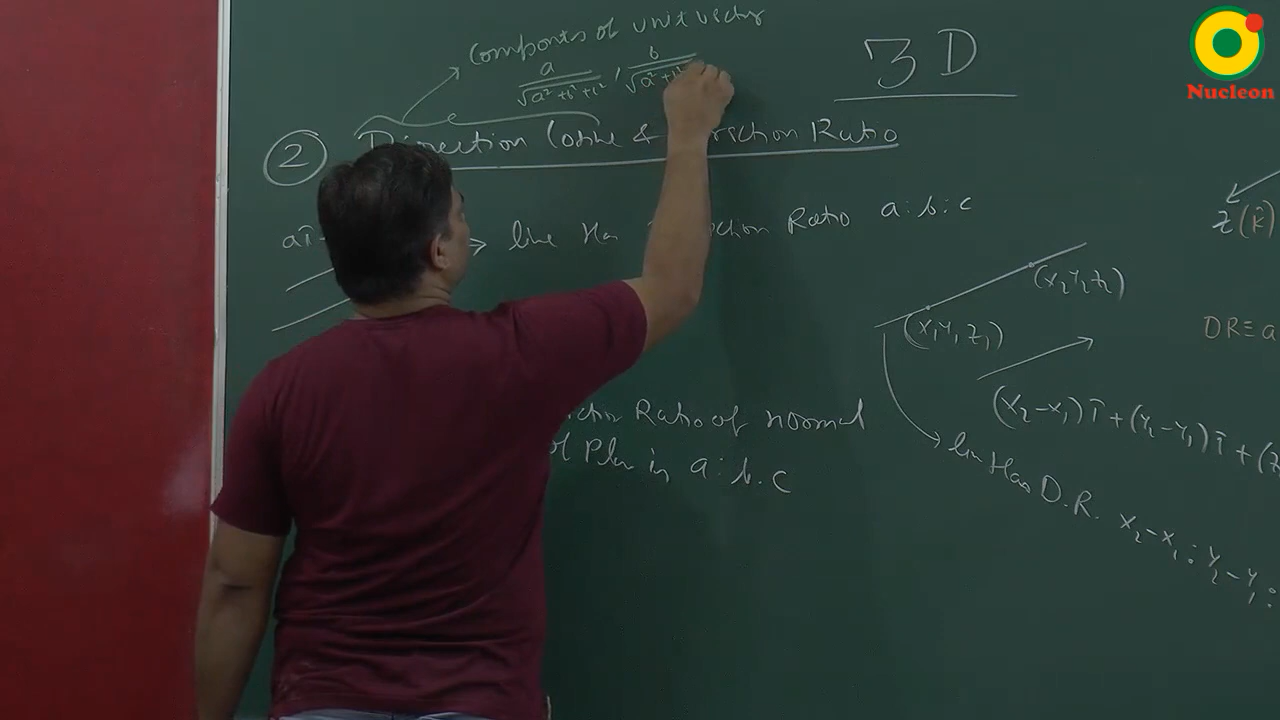 Components of unit vector
a/√(a²+b²+c²) , b/√(a²+b²
3D
Nucleon
② Direction Cosine & Direction Ratio
line Has Ratio a:b:c
z(k̂)
(x₂ y₂ z₂)
(x₁ y₁ z₁)
DR≡a
(x₂-x₁)î+(y₂-y₁)î+(z
Ratio of normal
of Plan is a:b.c
line Has D.R. x₂-x₁:y₂-y₁: